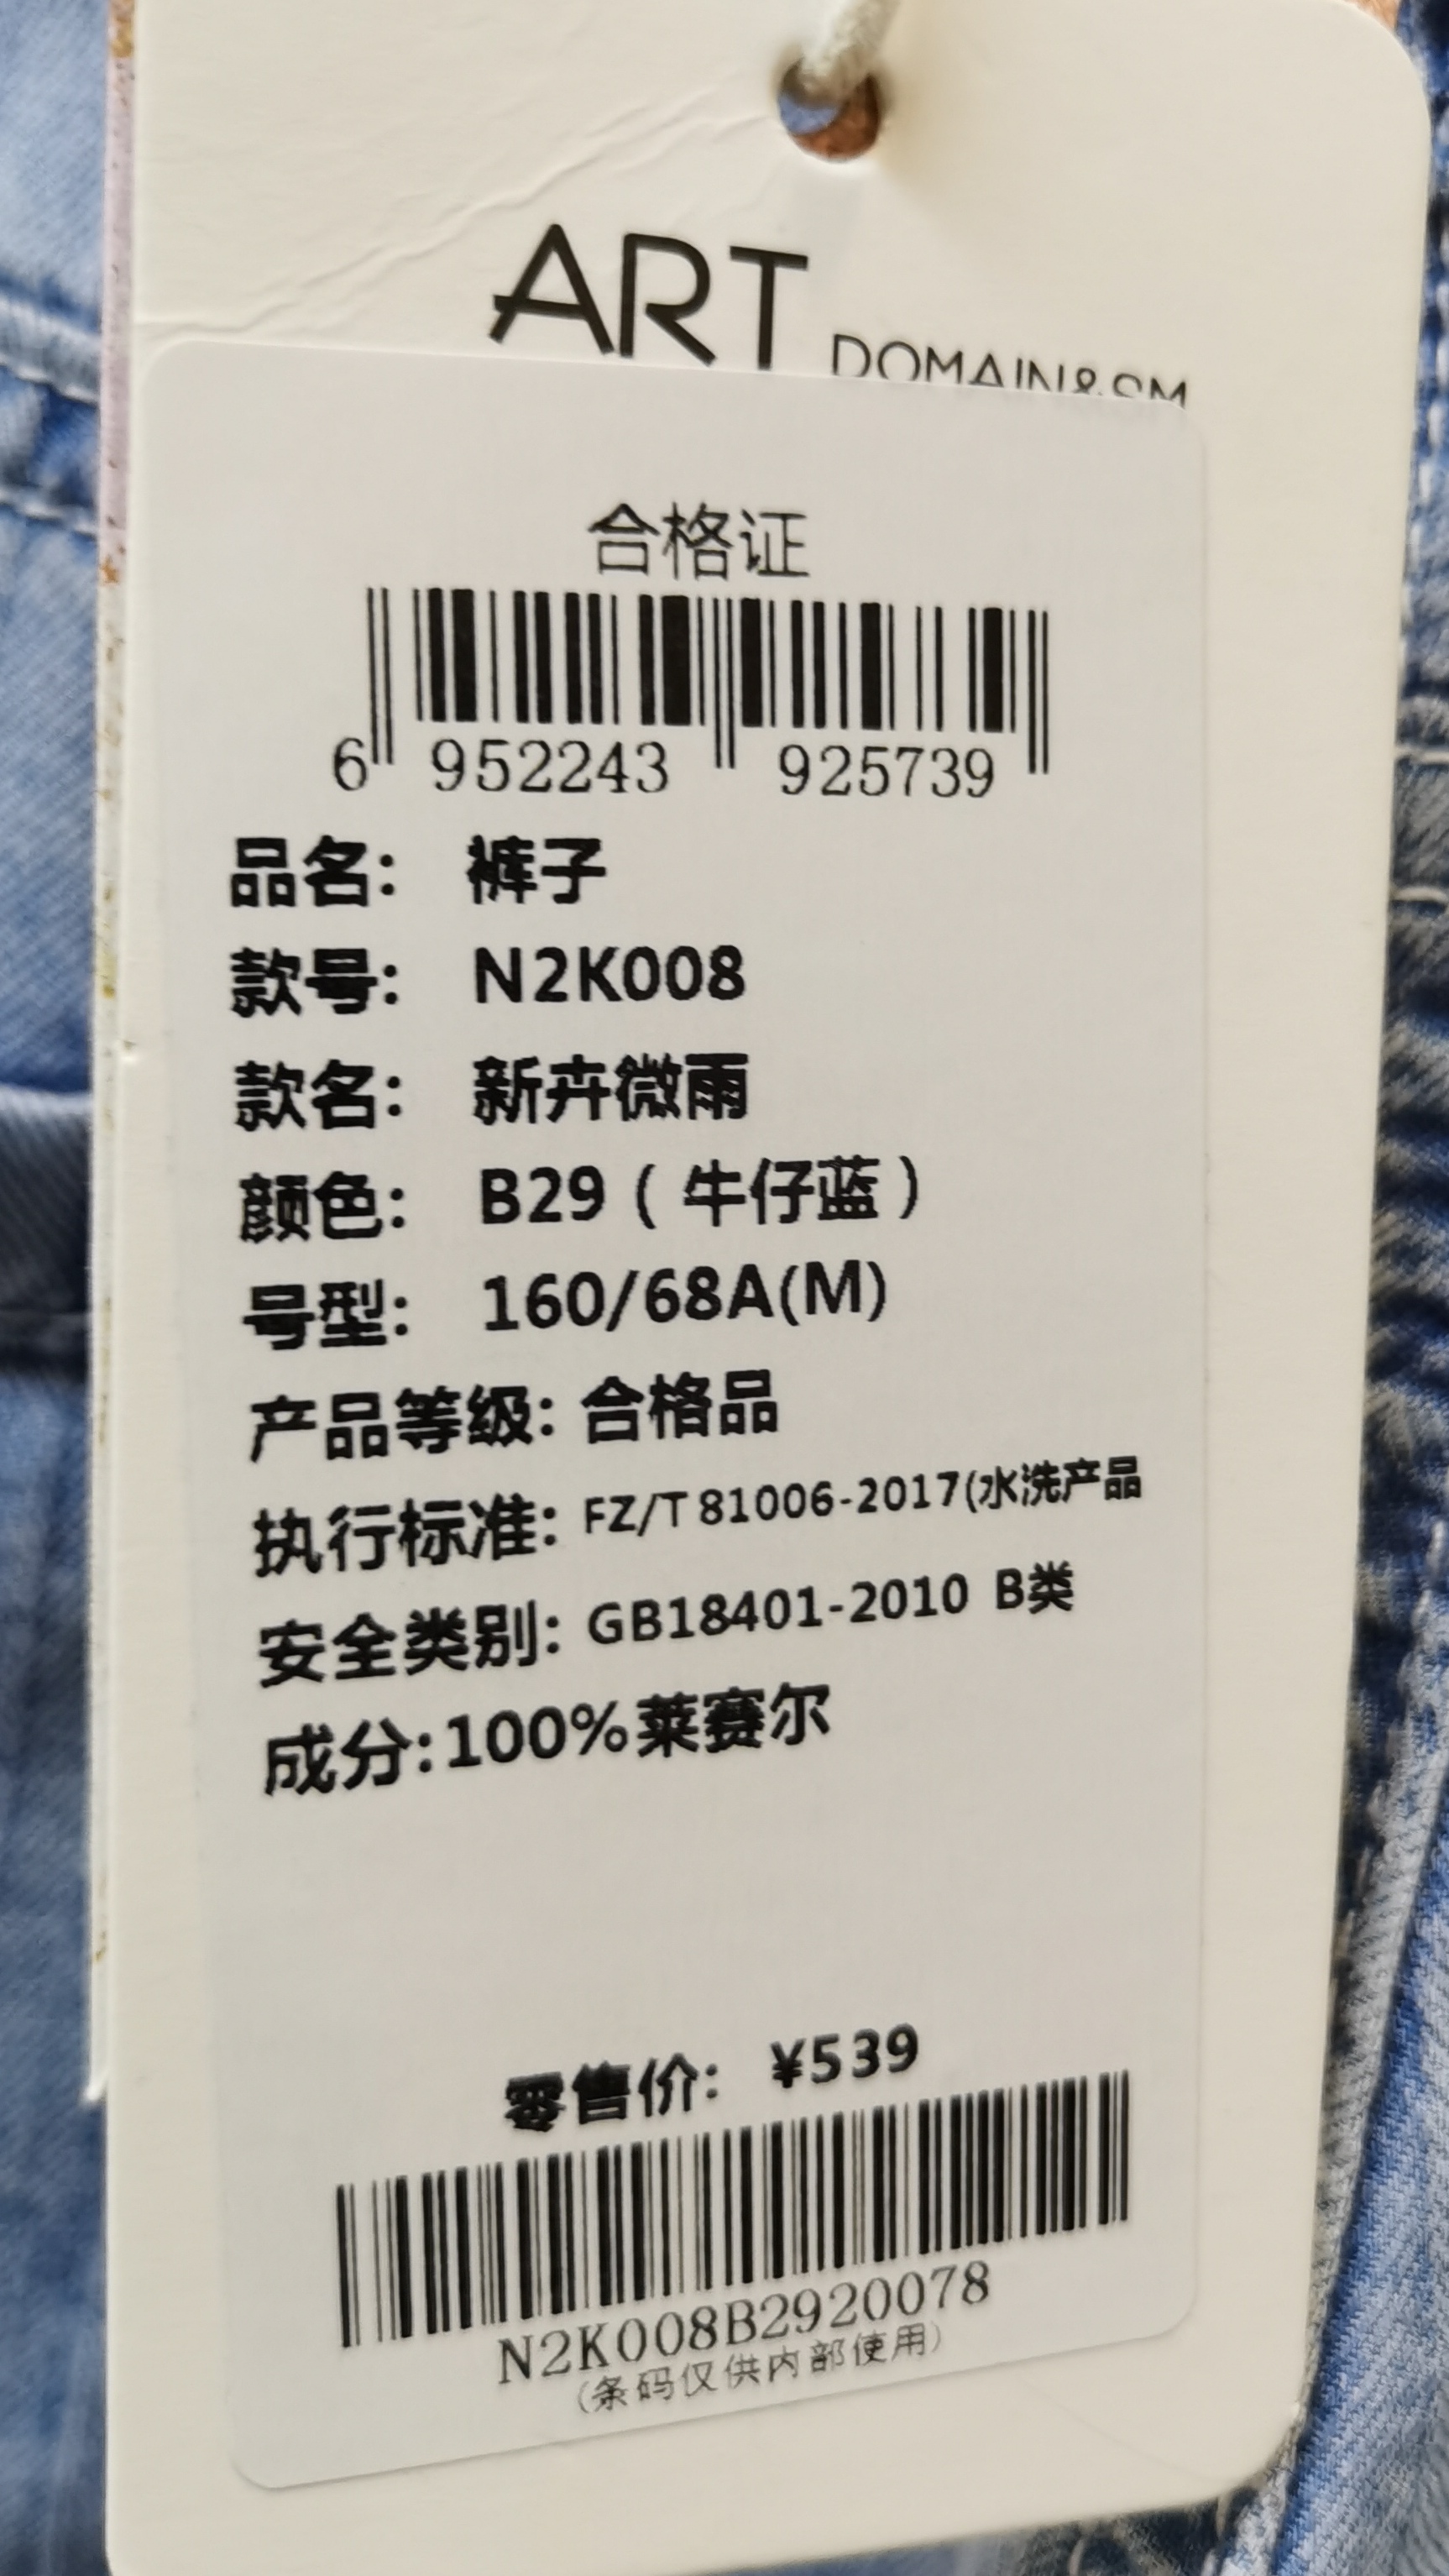 ART DOMAIN&SM
合格证
6 952243 925739
品名: 裤子
款号: N2K008
款名: 新卉微雨
颜色: B29 ( 牛仔蓝 )
号型: 160/68A(M)
产品等级: 合格品
执行标准: FZ/T 81006-2017(水洗产品
安全类别: GB18401-2010 B类
成分:100%莱赛尔
零售价: ¥539
N2K008B2920078
(条码仅供内部使用)